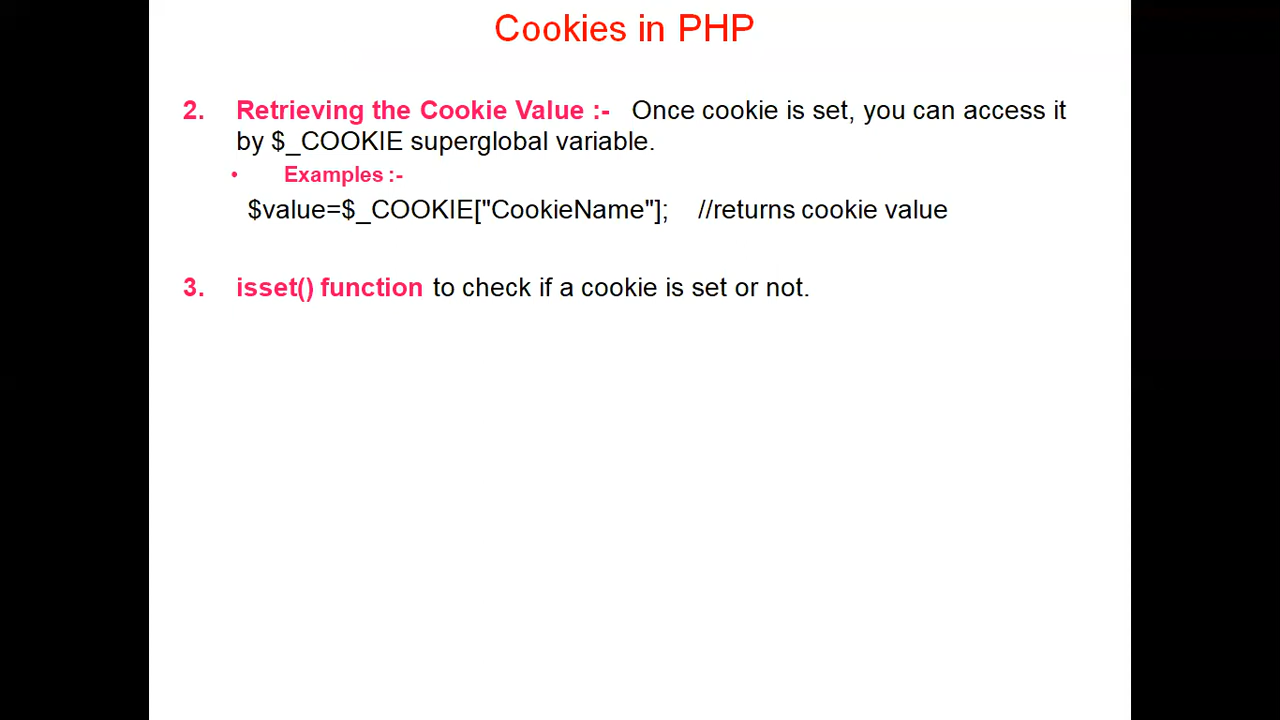 Cookies in PHP
2. Retrieving the Cookie Value :- Once cookie is set, you can access it
by $_COOKIE superglobal variable.
• Examples :-
$value=$_COOKIE["CookieName"]; //returns cookie value
3. isset() function to check if a cookie is set or not.